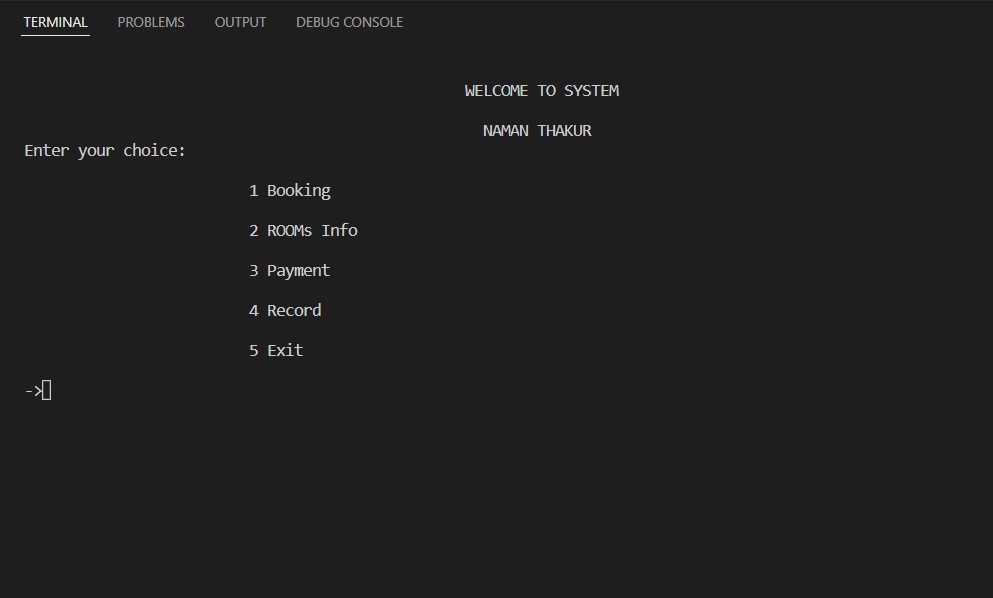 TERMINAL PROBLEMS OUTPUT DEBUG CONSOLE
WELCOME TO SYSTEM
NAMAN THAKUR
Enter your choice:
1 Booking
2 ROOMs Info
3 Payment
4 Record
5 Exit
->